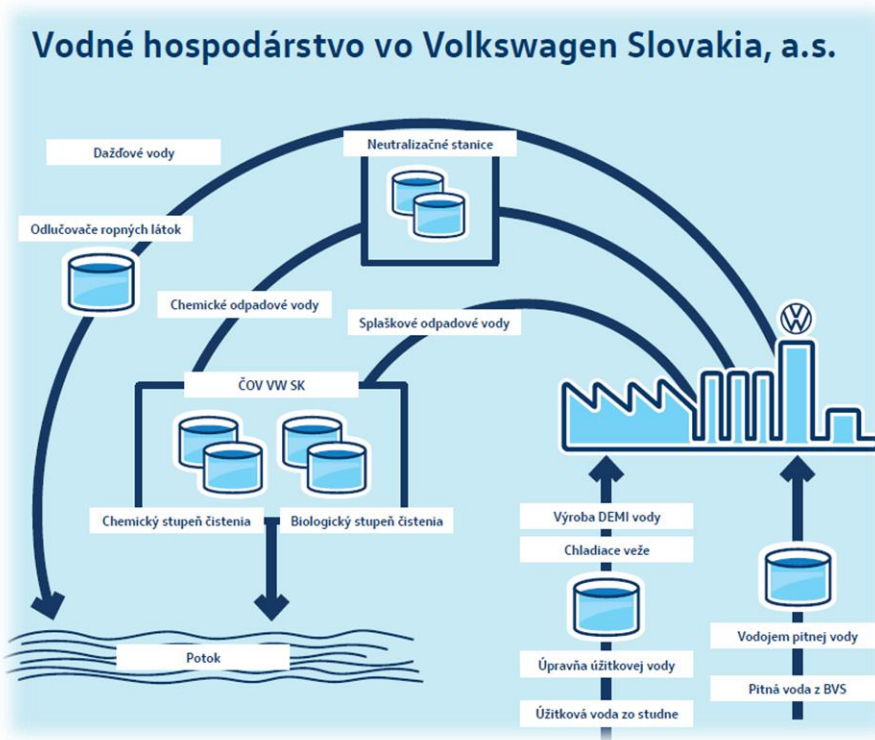 Vodné hospodárstvo vo Volkswagen Slovakia, a.s.
Dažďové vody
Neutralizačné stanice
Odlučovače ropných látok
Chemické odpadové vody
Splaškové odpadové vody
ČOV VW SK
Chemický stupeň čistenia
Biologický stupeň čistenia
Potok
Výroba DEMI vody
Chladiace veže
Úpravňa úžitkovej vody
Úžitková voda zo studne
Vodojem pitnej vody
Pitná voda z BVS